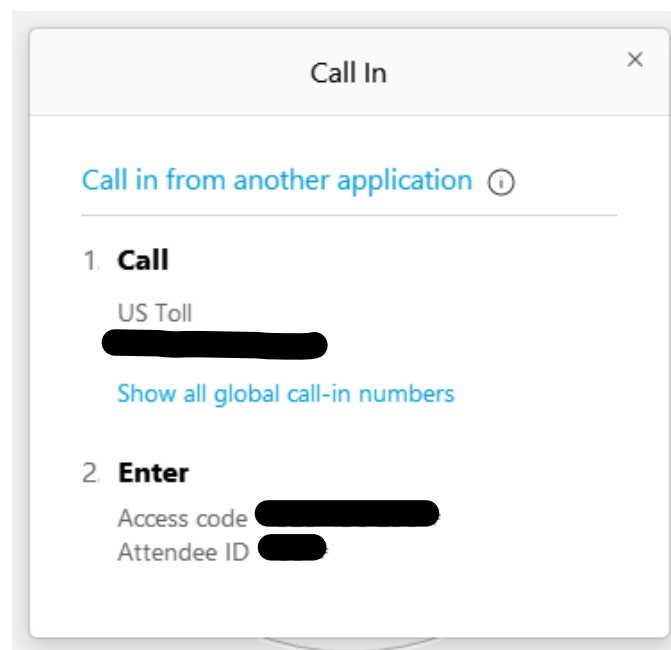 Call In
Call in from another application
1. Call
US Toll
Show all global call-in numbers
2. Enter
Access code
Attendee ID